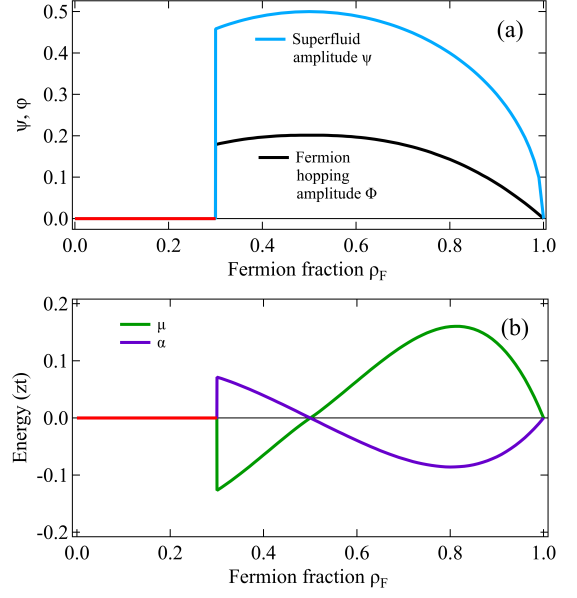 (a)
0.5
0.4
0.3
0.2
0.1
0.0
ψ, φ
Superfluid
amplitude ψ
Fermion
hopping
amplitude Φ
0.0 0.2 0.4 0.6 0.8 1.0
Fermion fraction ρF
(b)
0.2
0.1
0.0
-0.1
-0.2
Energy (zt)
μ
α
0.0 0.2 0.4 0.6 0.8 1.0
Fermion fraction ρF